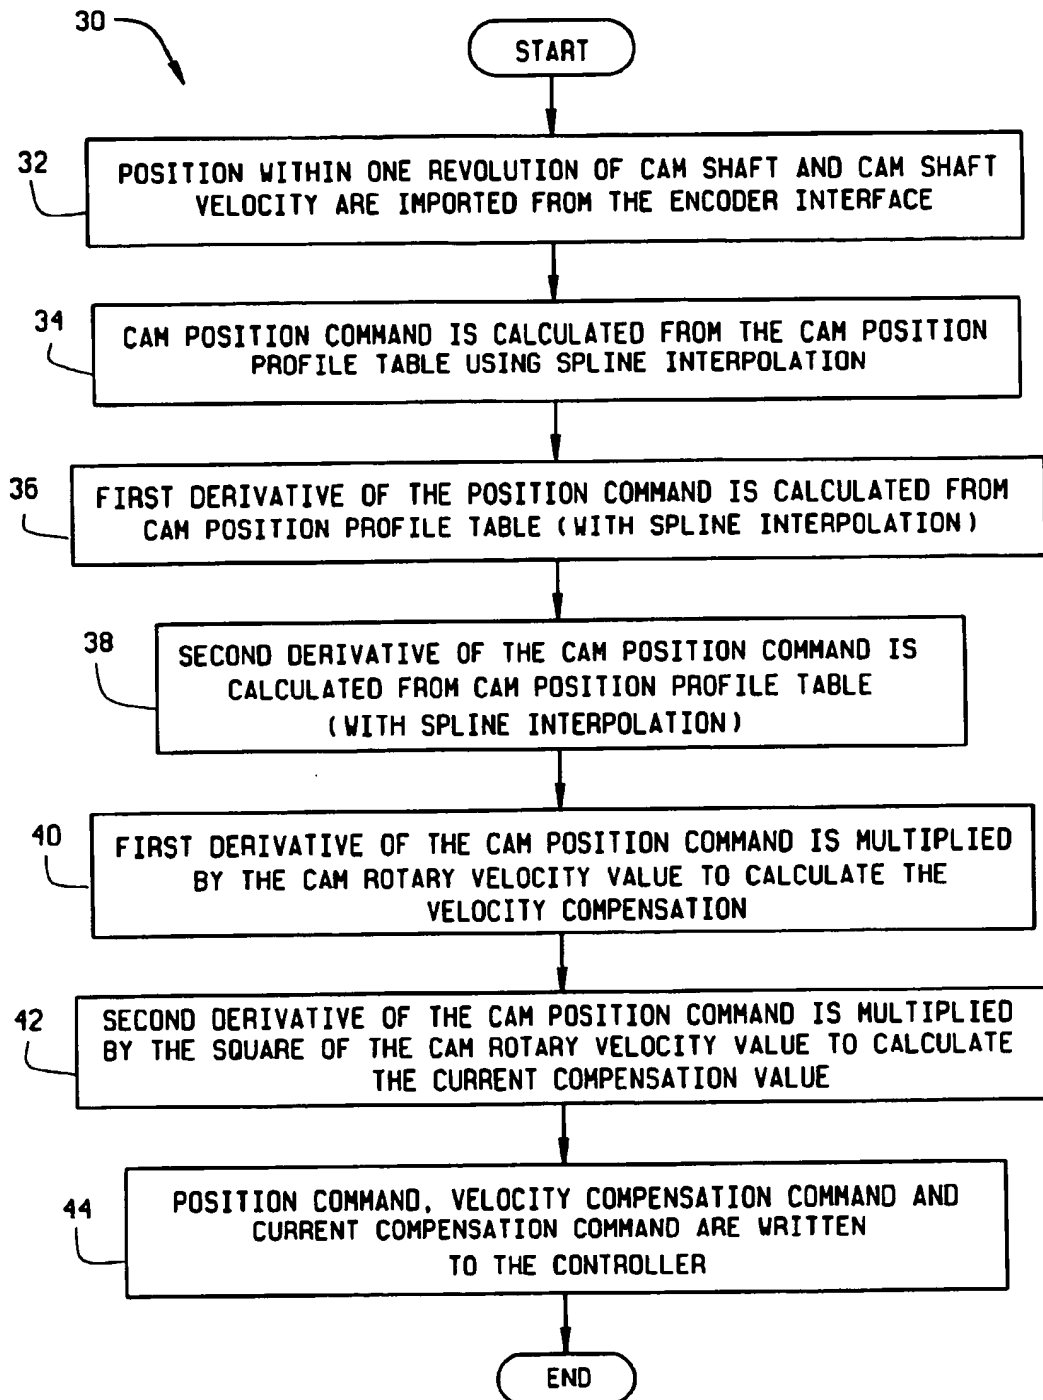 30
START
32
POSITION WITHIN ONE REVOLUTION OF CAM SHAFT AND CAM SHAFT
VELOCITY ARE IMPORTED FROM THE ENCODER INTERFACE
34
CAM POSITION COMMAND IS CALCULATED FROM THE CAM POSITION
PROFILE TABLE USING SPLINE INTERPOLATION
36
FIRST DERIVATIVE OF THE POSITION COMMAND IS CALCULATED FROM
CAM POSITION PROFILE TABLE (WITH SPLINE INTERPOLATION)
38
SECOND DERIVATIVE OF THE CAM POSITION COMMAND IS
CALCULATED FROM CAM POSITION PROFILE TABLE
(WITH SPLINE INTERPOLATION)
40
FIRST DERIVATIVE OF THE CAM POSITION COMMAND IS MULTIPLIED
BY THE CAM ROTARY VELOCITY VALUE TO CALCULATE THE
VELOCITY COMPENSATION
42
SECOND DERIVATIVE OF THE CAM POSITION COMMAND IS MULTIPLIED
BY THE SQUARE OF THE CAM ROTARY VELOCITY VALUE TO CALCULATE
THE CURRENT COMPENSATION VALUE
44
POSITION COMMAND, VELOCITY COMPENSATION COMMAND AND
CURRENT COMPENSATION COMMAND ARE WRITTEN
TO THE CONTROLLER
END